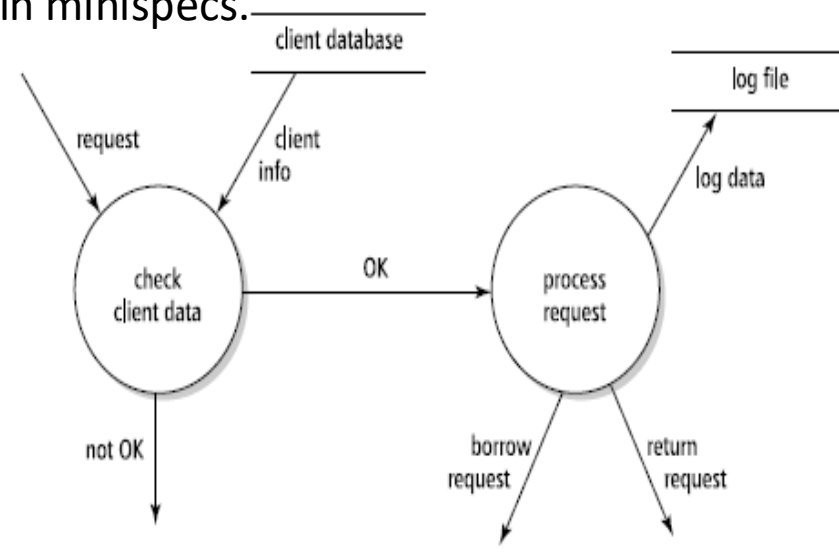 in minispecs.
client database
log file
request
client
info
log data
check
client data
OK
process
request
not OK
borrow
request
return
request